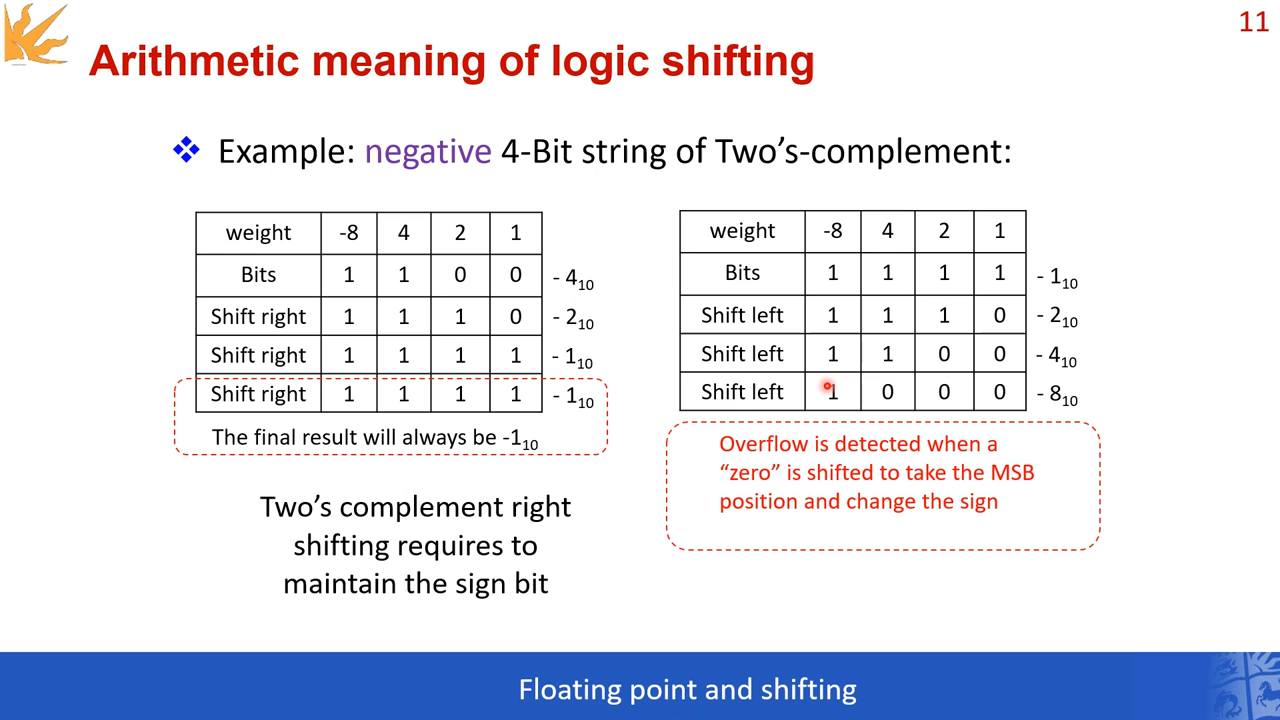 11
Arithmetic meaning of logic shifting
❖ Example: negative 4-Bit string of Two’s-complement:
weight -8 4 2 1
Bits 1 1 0 0 - 4₁₀
Shift right 1 1 1 0 - 2₁₀
Shift right 1 1 1 1 - 1₁₀
Shift right 1 1 1 1 - 1₁₀
The final result will always be -1₁₀
Two’s complement right
shifting requires to
maintain the sign bit
weight -8 4 2 1
Bits 1 1 1 1 - 1₁₀
Shift left 1 1 1 0 - 2₁₀
Shift left 1 1 0 0 - 4₁₀
Shift left 1 0 0 0 - 8₁₀
Overflow is detected when a
“zero” is shifted to take the MSB
position and change the sign
Floating point and shifting